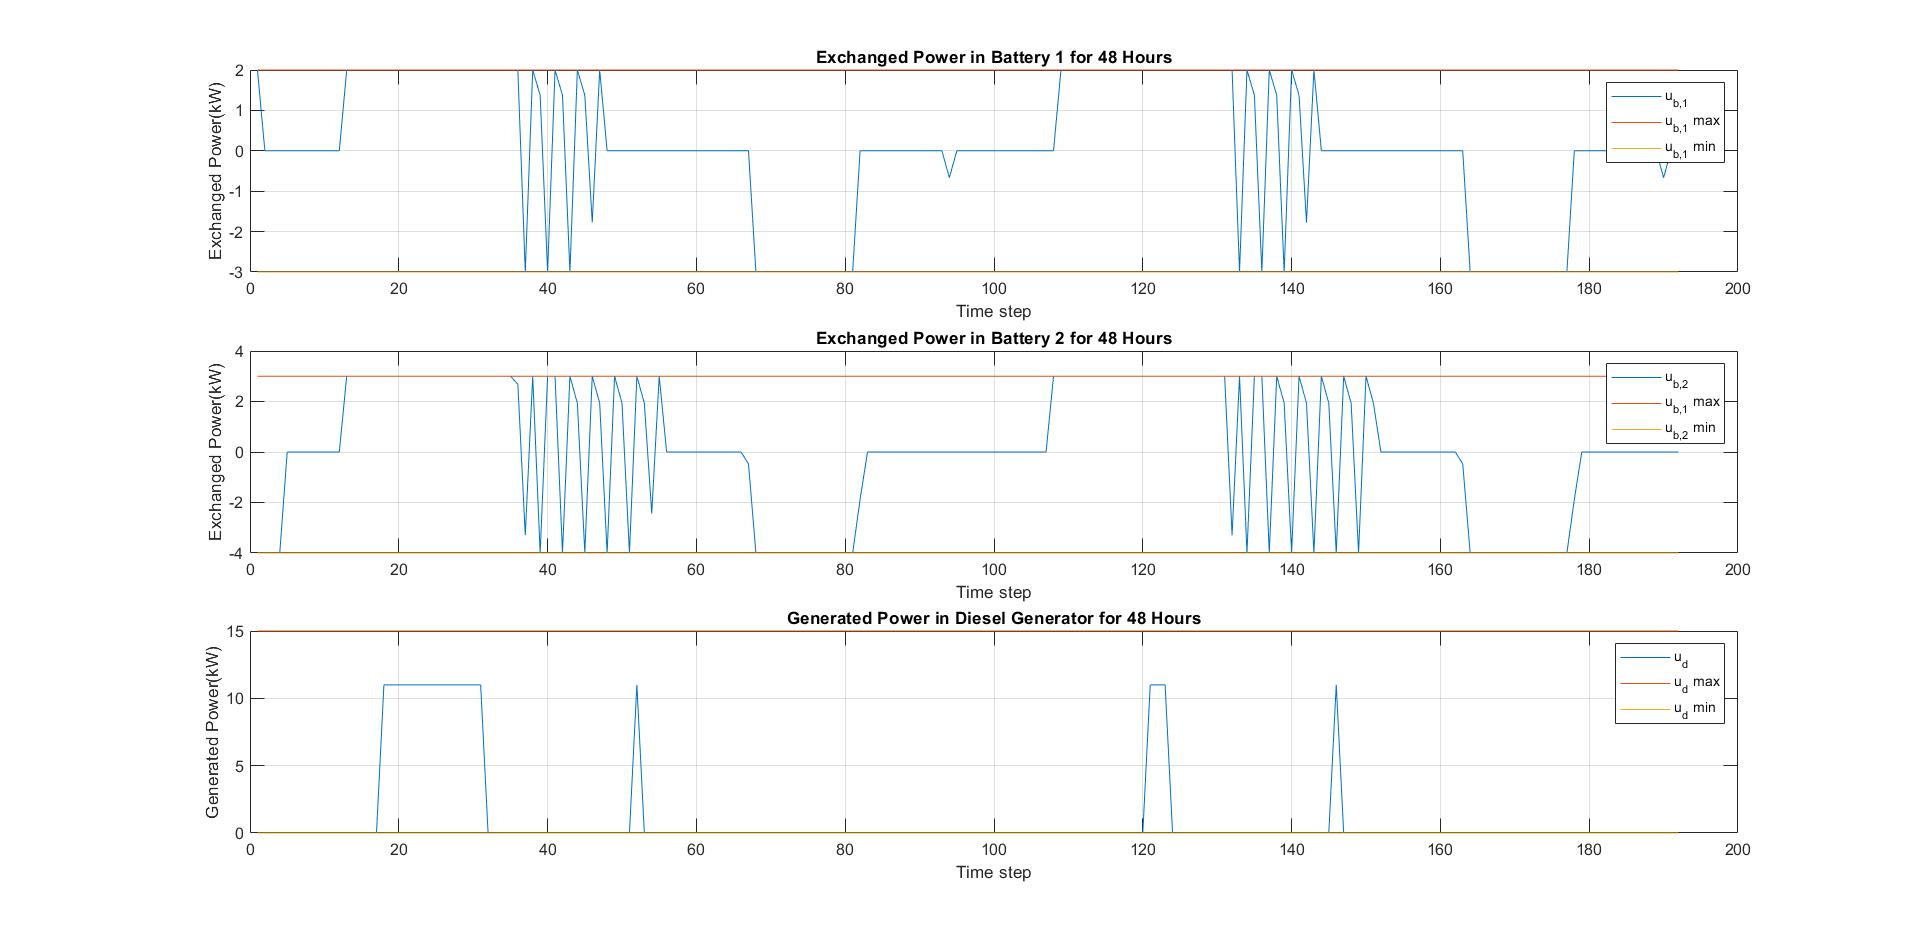 Exchanged Power in Battery 1 for 48 Hours
Exchanged Power(kW)
2
1
0
-1
-2
-3
u_b,1
u_b,1 max
u_b,1 min
0 20 40 60 80 100 120 140 160 180 200
Time step
Exchanged Power in Battery 2 for 48 Hours
Exchanged Power(kW)
4
2
0
-2
-4
u_b,2
u_b,1 max
u_b,2 min
0 20 40 60 80 100 120 140 160 180 200
Time step
Generated Power in Diesel Generator for 48 Hours
Generated Power(kW)
15
10
5
0
u_d
u_d max
u_d min
0 20 40 60 80 100 120 140 160 180 200
Time step